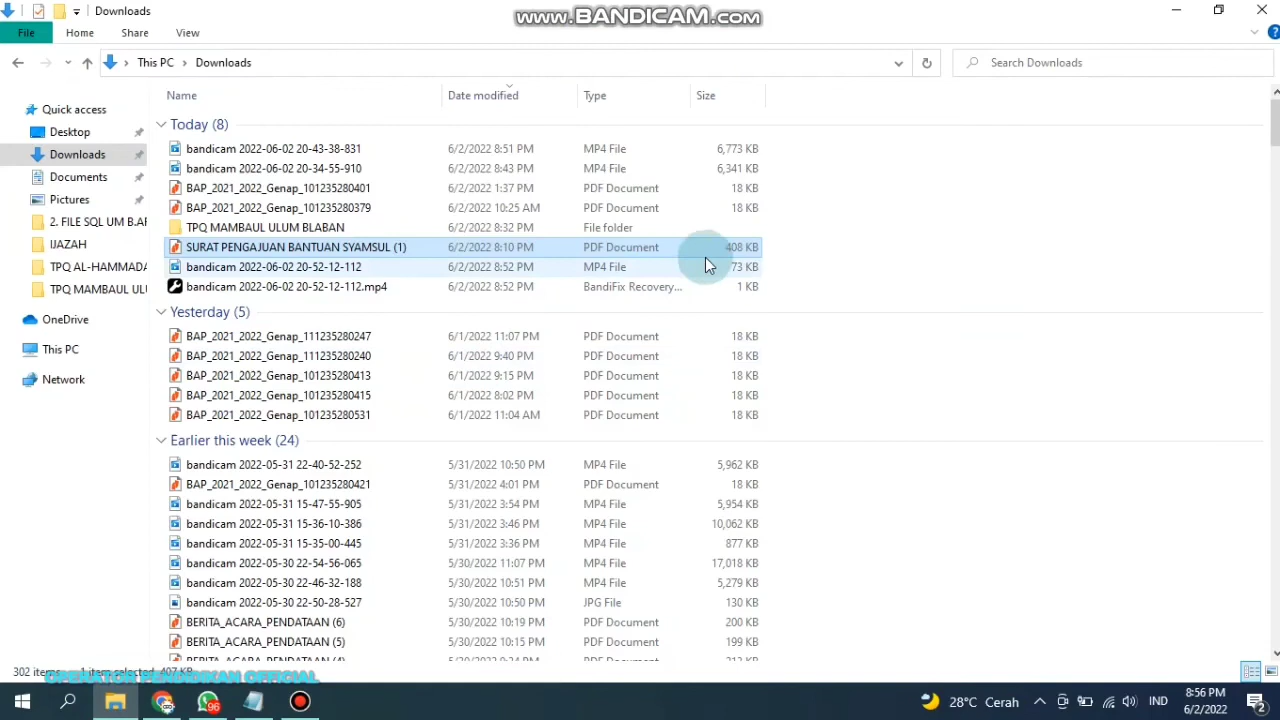 Downloads
www.BANDICAM.com
File Home Share View
This PC Downloads
Search Downloads
Name Date modified Type Size
Quick access
Desktop
Downloads
Documents
Pictures
2. FILE SQL UM B.AF
IJAZAH
TPQ AL-HAMMADA
TPQ MAMBAUL ULU
OneDrive
This PC
Network
Today (8)
bandicam 2022-06-02 20-43-38-831 6/2/2022 8:51 PM MP4 File 6,773 KB
bandicam 2022-06-02 20-34-55-910 6/2/2022 8:43 PM MP4 File 6,341 KB
BAP_2021_2022_Genap_101235280401 6/2/2022 1:37 PM PDF Document 18 KB
BAP_2021_2022_Genap_101235280379 6/2/2022 10:25 AM PDF Document 18 KB
TPQ MAMBAUL ULUM BLABAN 6/2/2022 8:32 PM File folder
SURAT PENGAJUAN BANTUAN SYAMSUL (1) 6/2/2022 8:10 PM PDF Document 408 KB
bandicam 2022-06-02 20-52-12-112 6/2/2022 8:52 PM MP4 File 73 KB
bandicam 2022-06-02 20-52-12-112.mp4 6/2/2022 8:52 PM BandiFix Recovery... 1 KB
Yesterday (5)
BAP_2021_2022_Genap_111235280247 6/1/2022 11:07 PM PDF Document 18 KB
BAP_2021_2022_Genap_111235280240 6/1/2022 9:40 PM PDF Document 18 KB
BAP_2021_2022_Genap_101235280413 6/1/2022 9:15 PM PDF Document 18 KB
BAP_2021_2022_Genap_101235280415 6/1/2022 8:02 PM PDF Document 18 KB
BAP_2021_2022_Genap_101235280531 6/1/2022 11:04 AM PDF Document 18 KB
Earlier this week (24)
bandicam 2022-05-31 22-40-52-252 5/31/2022 10:50 PM MP4 File 5,962 KB
BAP_2021_2022_Genap_101235280421 5/31/2022 4:01 PM PDF Document 18 KB
bandicam 2022-05-31 15-47-55-905 5/31/2022 3:54 PM MP4 File 5,954 KB
bandicam 2022-05-31 15-36-10-386 5/31/2022 3:46 PM MP4 File 10,062 KB
bandicam 2022-05-31 15-35-00-445 5/31/2022 3:36 PM MP4 File 877 KB
bandicam 2022-05-30 22-54-56-065 5/30/2022 11:07 PM MP4 File 17,018 KB
bandicam 2022-05-30 22-46-32-188 5/30/2022 10:51 PM MP4 File 5,279 KB
bandicam 2022-05-30 22-50-28-527 5/30/2022 10:50 PM JPG File 130 KB
BERITA_ACARA_PENDATAAN (6) 5/30/2022 10:19 PM PDF Document 200 KB
BERITA_ACARA_PENDATAAN (5) 5/30/2022 10:15 PM PDF Document 199 KB
302 items 1 item selected 407 KB
OPERATOR PENDIDIKAN OFFICIAL
96
28°C Cerah
IND
8:56 PM
6/2/2022
2